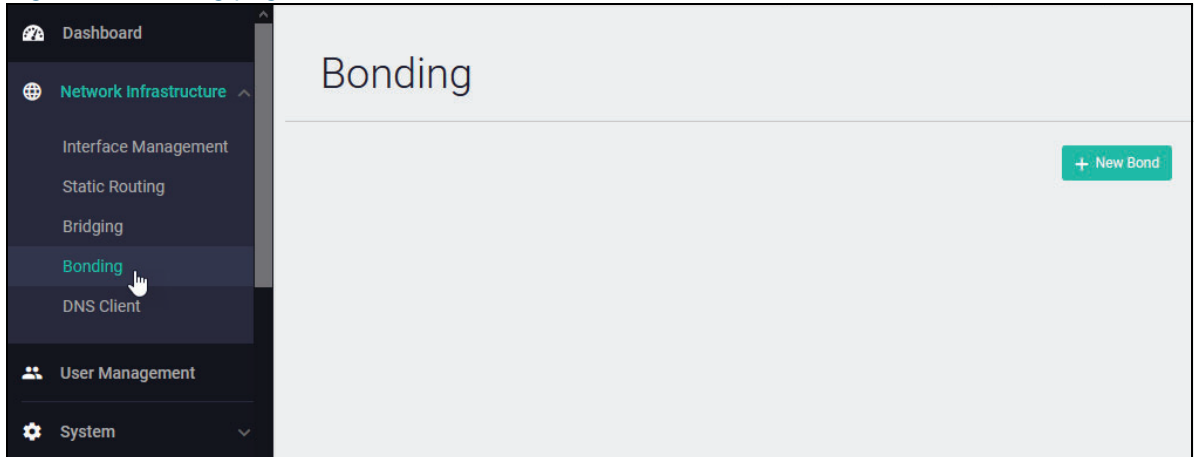 Dashboard
Network Infrastructure
Interface Management
Static Routing
Bridging
Bonding
DNS Client
User Management
System
Bonding
+ New Bond